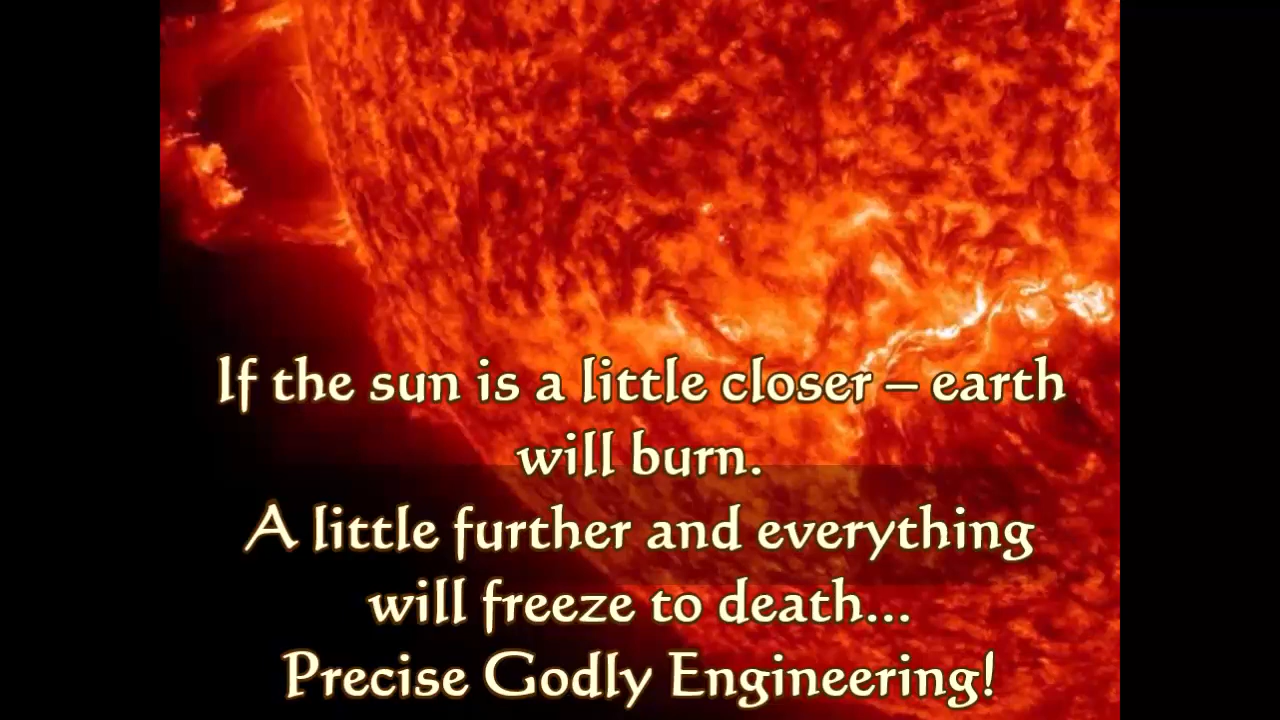 If the sun is a little closer – earth
will burn.
A little further and everything
will freeze to death...
Precise Godly Engineering!